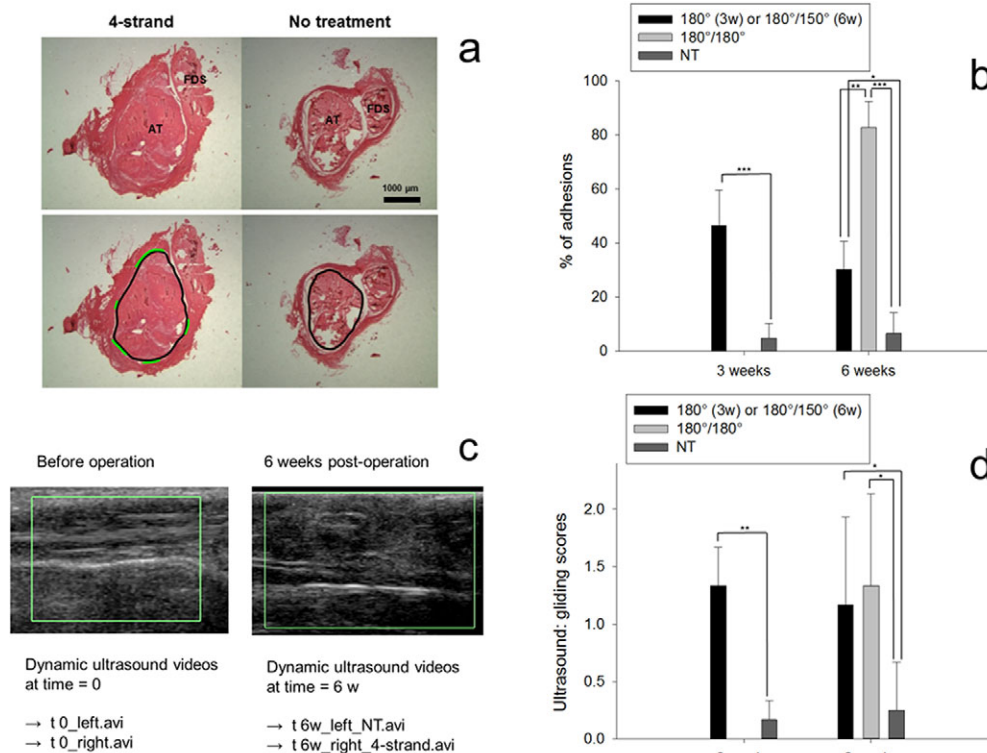 4-strand
No treatment
a
FDS
AT
AT
FDS
1000 µm
180° (3w) or 180°/150° (6w)
180°/180°
NT
b
% of adhesions
100
80
60
40
20
0
***
** ***
*
3 weeks
6 weeks
c
Before operation
6 weeks post-operation
Dynamic ultrasound videos
at time = 0
→ t 0_left.avi
→ t 0_right.avi
Dynamic ultrasound videos
at time = 6 w
→ t 6w_left_NT.avi
→ t 6w_right_4-strand.avi
180° (3w) or 180°/150° (6w)
180°/180°
NT
d
Ultrasound: gliding scores
2.0
1.5
1.0
0.5
0.0
**
*
*